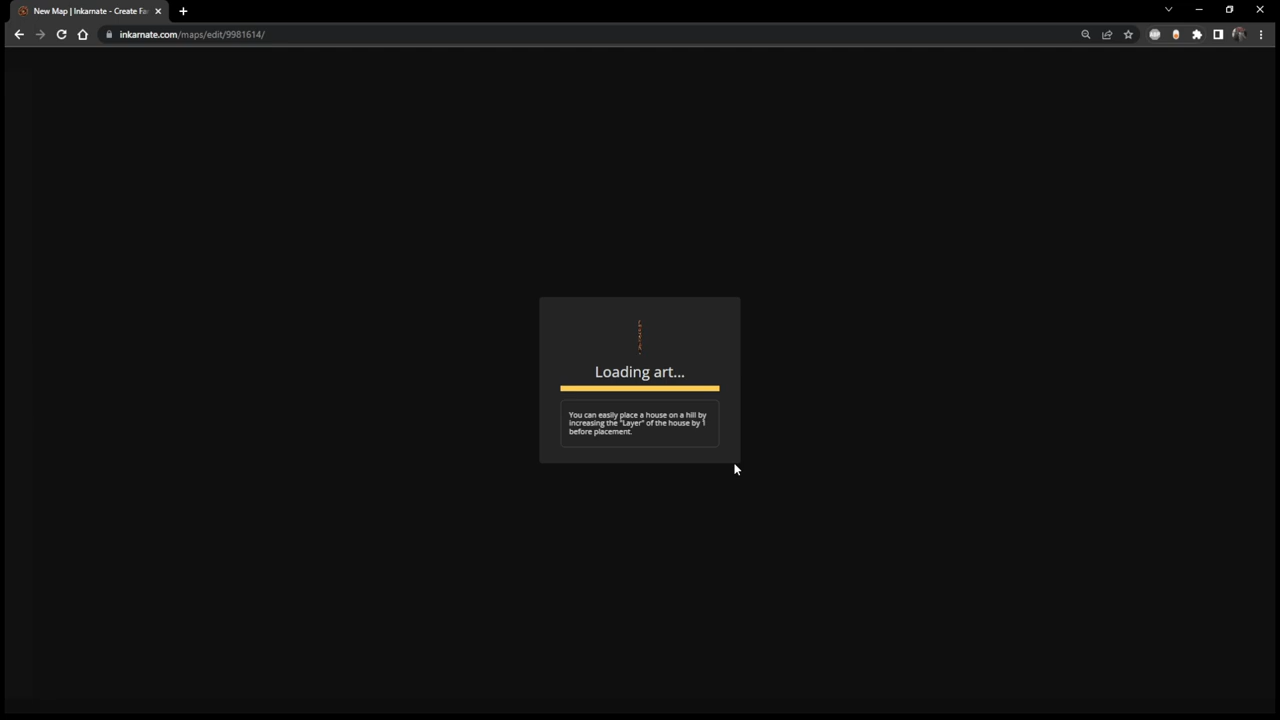 New Map | Inkarnate - Create Fa
inkarnate.com/maps/edit/9981614/
Loading art...
You can easily place a house on a hill by
increasing the "Layer" of the house by 1
before placement.